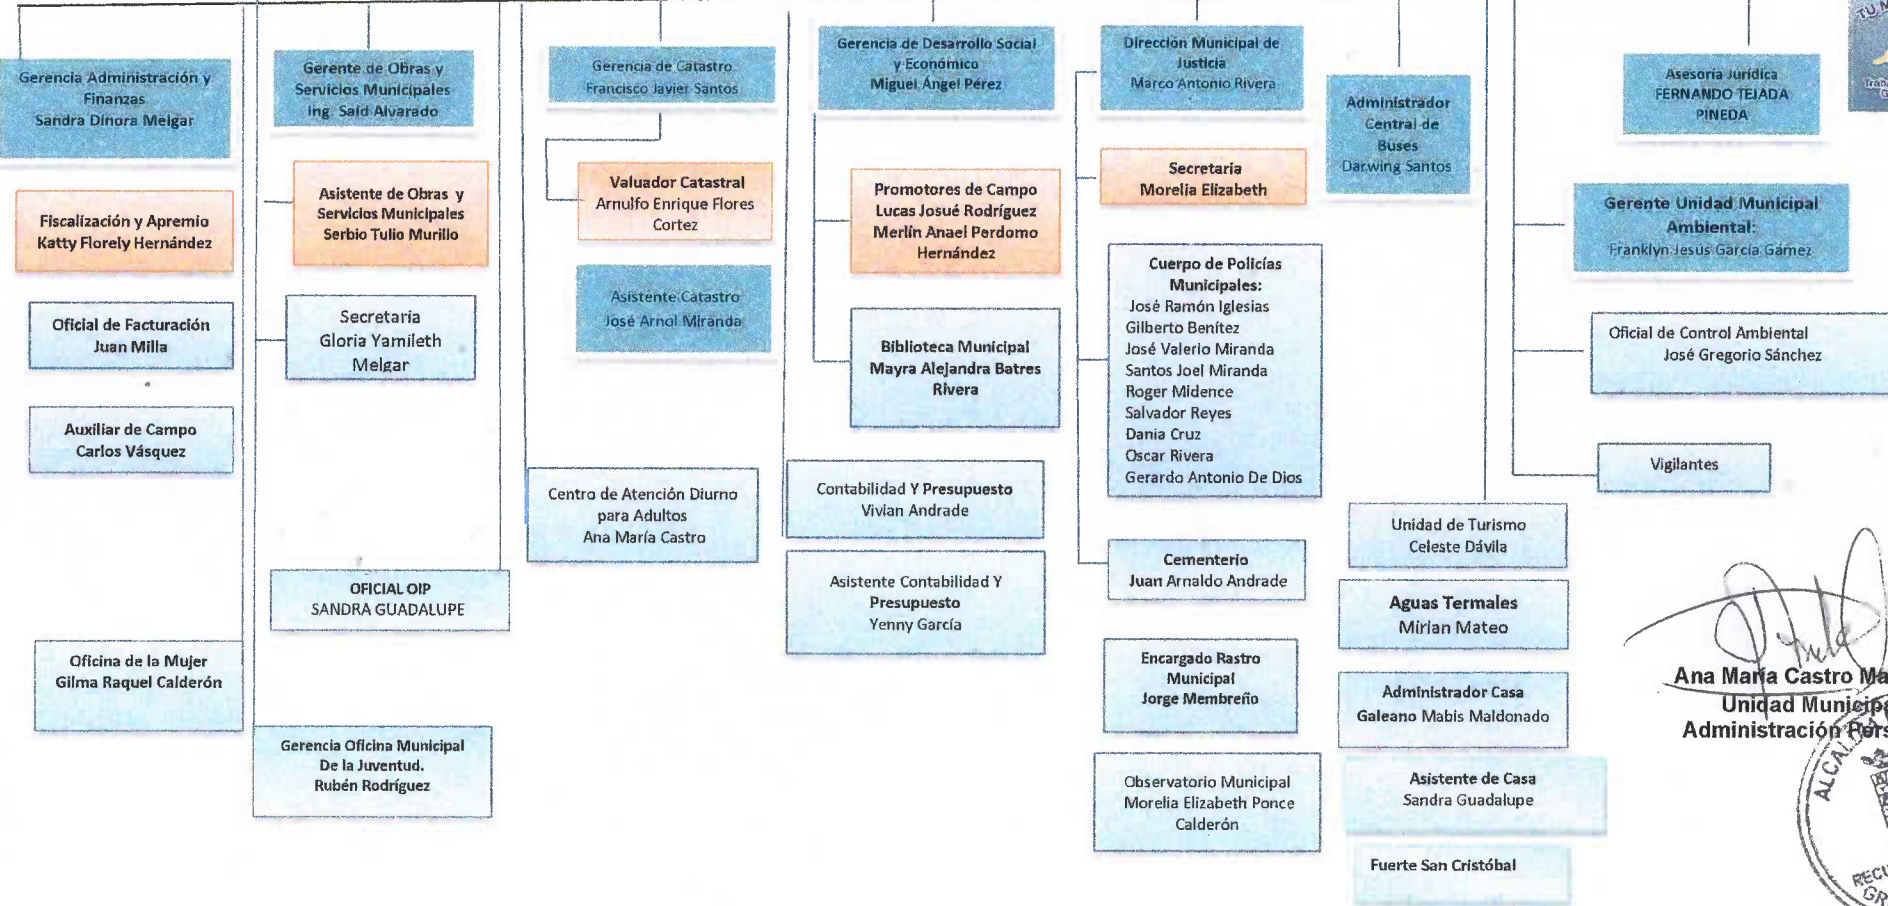 Gerencia Administración y
Finanzas
Sandra Dinora Melgar
Fiscalización y Apremio
Katty Florely Hernández
Oficial de Facturación
Juan Milla
Auxiliar de Campo
Carlos Vásquez
Oficina de la Mujer
Gilma Raquel Calderón
Gerente de Obras y
Servicios Municipales
Ing. Said Alvarado
Asistente de Obras y
Servicios Municipales
Serbio Tulio Murillo
Secretaria
Gloria Yamileth
Melgar
OFICIAL OIP
SANDRA GUADALUPE
Gerencia Oficina Municipal
De la Juventud.
Rubén Rodríguez
Gerencia de Catastro
Francisco Javier Santos
Valuador Catastral
Arnulfo Enrique Flores
Cortez
Asistente Catastro
José Arnol Miranda
Centro de Atención Diurno
para Adultos
Ana María Castro
Gerencia de Desarrollo Social
y Económico
Miguel Ángel Pérez
Promotores de Campo
Lucas Josué Rodríguez
Merlín Anael Perdomo
Hernández
Biblioteca Municipal
Mayra Alejandra Batres
Rivera
Contabilidad Y Presupuesto
Vivian Andrade
Asistente Contabilidad Y
Presupuesto
Yenny García
Dirección Municipal de
Justicia
Marco Antonio Rivera
Secretaria
Morelia Elizabeth
Cuerpo de Policías
Municipales:
José Ramón Iglesias
Gilberto Benítez
José Valerio Miranda
Santos Joel Miranda
Roger Midence
Salvador Reyes
Dania Cruz
Oscar Rivera
Gerardo Antonio De Dios
Cementerio
Juan Arnaldo Andrade
Encargado Rastro
Municipal
Jorge Membreño
Observatorio Municipal
Morelia Elizabeth Ponce
Calderón
Administrador
Central de
Buses
Darwing Santos
Unidad de Turismo
Celeste Dávila
Aguas Termales
Mirian Mateo
Administrador Casa
Galeano Mabis Maldonado
Asistente de Casa
Sandra Guadalupe
Fuerte San Cristóbal
Asesoría Jurídica
FERNANDO TEJADA
PINEDA
Gerente Unidad Municipal
Ambiental:
Franklyn Jesús García Gámez
Oficial de Control Ambiental
José Gregorio Sánchez
Vigilantes
TU M
Ana María Castro Ma
Unidad Municipa
Administración Pers
ALCALD
RECU
GR